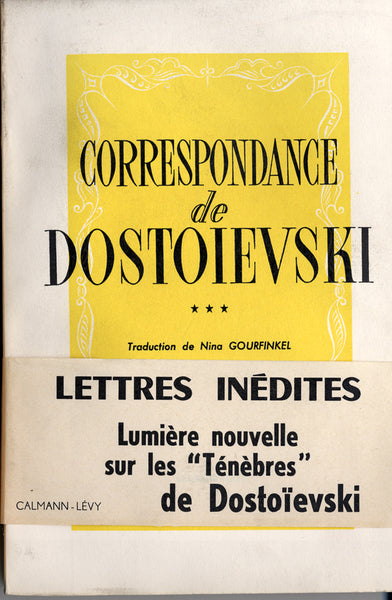 CORRESPONDANCE
de
DOSTOIEVSKI
★ ★ ★
Traduction de Nina GOURFINKEL
LETTRES INÉDITES
Lumière nouvelle
sur les "Ténèbres"
de Dostoïevski
CALMANN-LÉVY